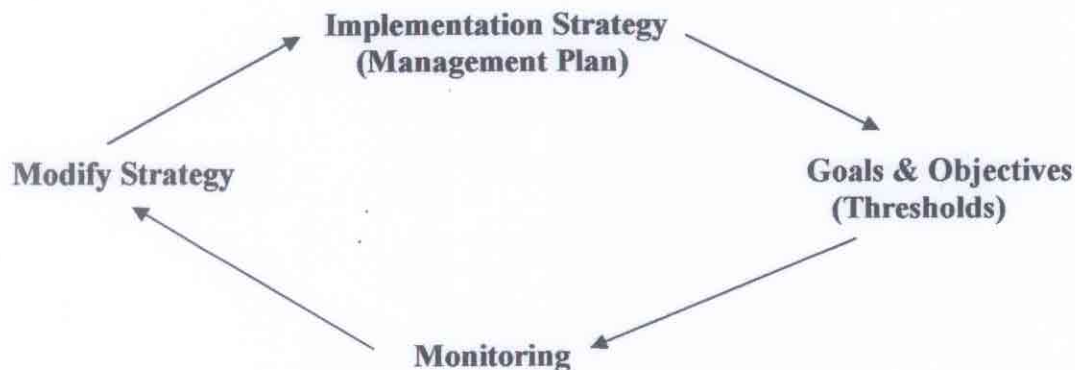 Implementation Strategy
(Management Plan)
Modify Strategy
Goals & Objectives
(Thresholds)
Monitoring